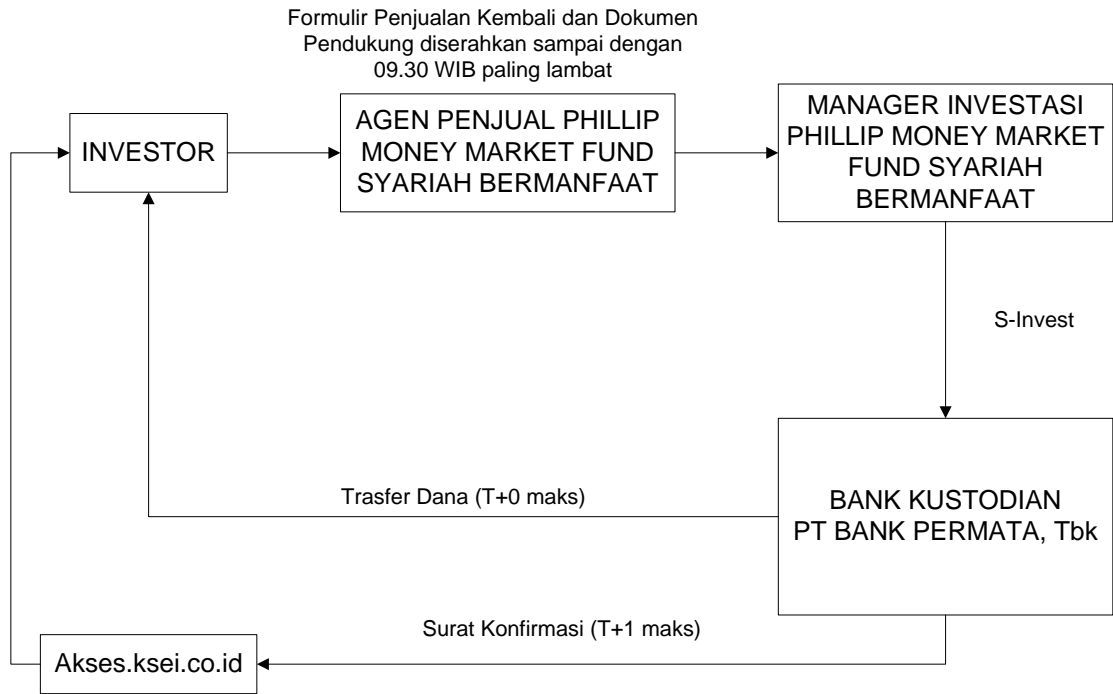 Formulir Penjualan Kembali dan Dokumen
Pendukung diserahkan sampai dengan
09.30 WIB paling lambat
INVESTOR
AGEN PENJUAL PHILLIP
MONEY MARKET FUND
SYARIAH BERMANFAAT
MANAGER INVESTASI
PHILLIP MONEY MARKET
FUND SYARIAH
BERMANFAAT
S-Invest
Trasfer Dana (T+0 maks)
BANK KUSTODIAN
PT BANK PERMATA, Tbk
Surat Konfirmasi (T+1 maks)
Akses.ksei.co.id